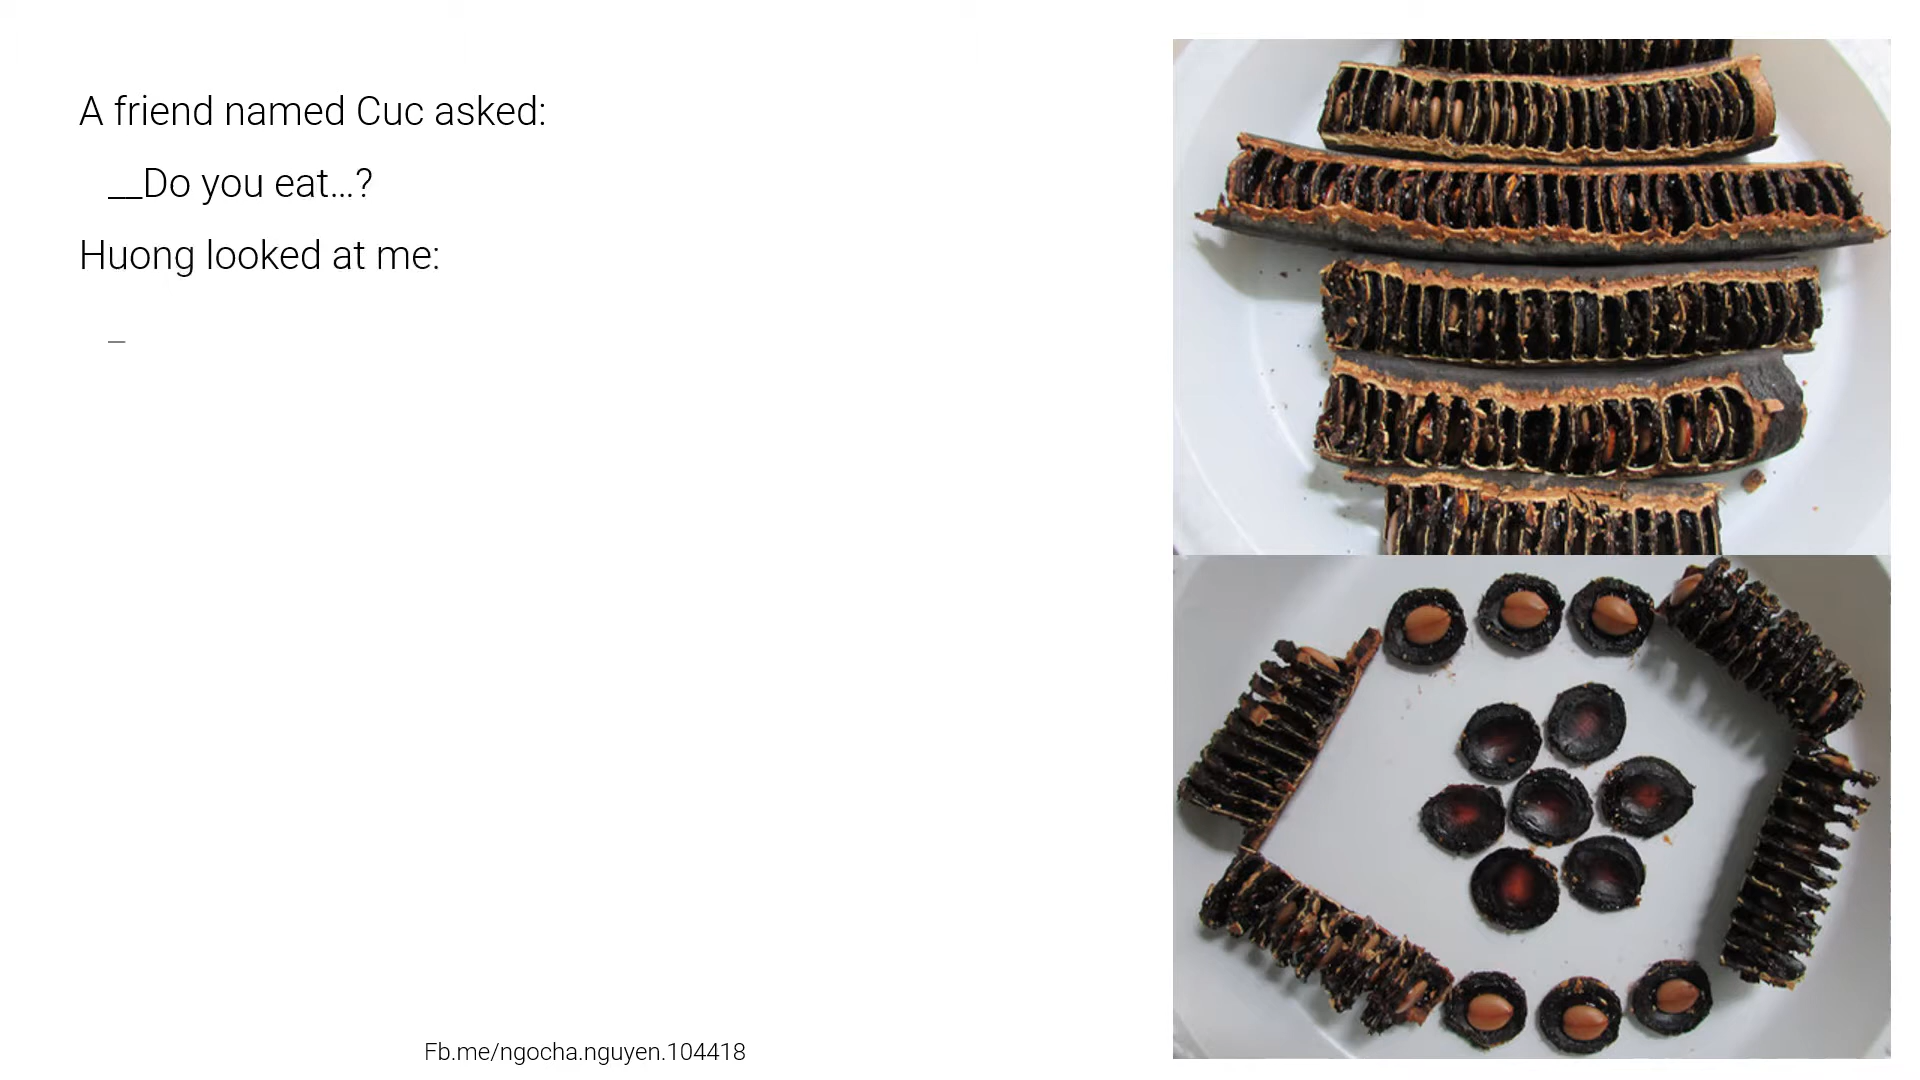 A friend named Cuc asked:
__Do you eat...?
Huong looked at me:
_
Fb.me/ngocha.nguyen.104418